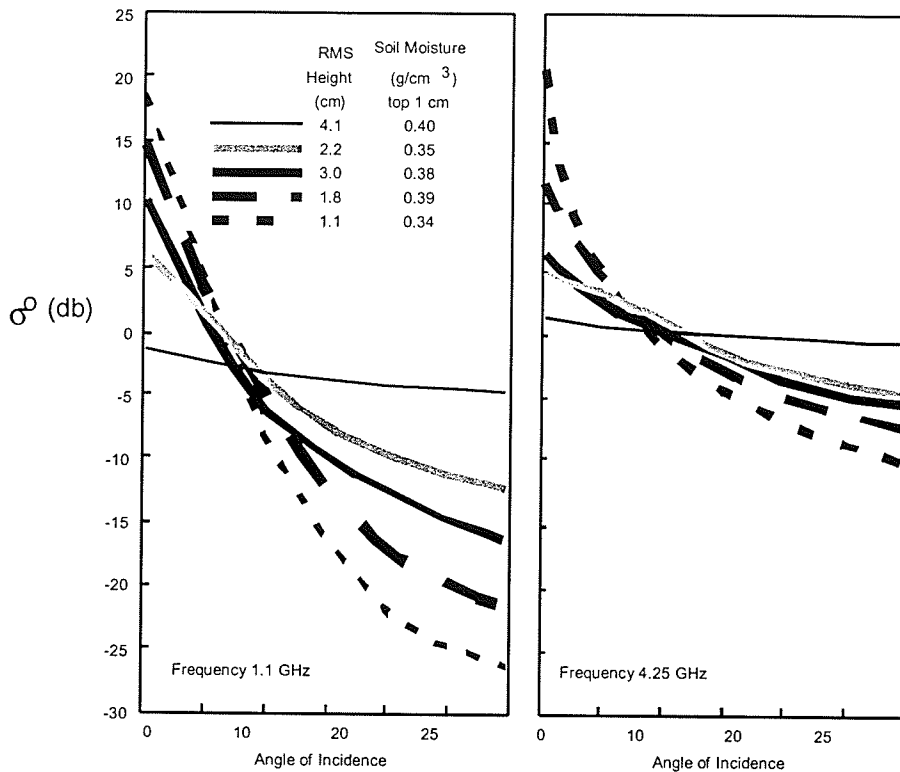 25
20
15
10
5
0
-5
-10
-15
-20
-25
-30
σ° (db)
RMS Soil Moisture
Height (g/cm 3)
(cm) top 1 cm
4.1 0.40
2.2 0.35
3.0 0.38
1.8 0.39
1.1 0.34
Frequency 1.1 GHz
0 10 20 25
Angle of Incidence
Frequency 4.25 GHz
0 10 20 25
Angle of Incidence